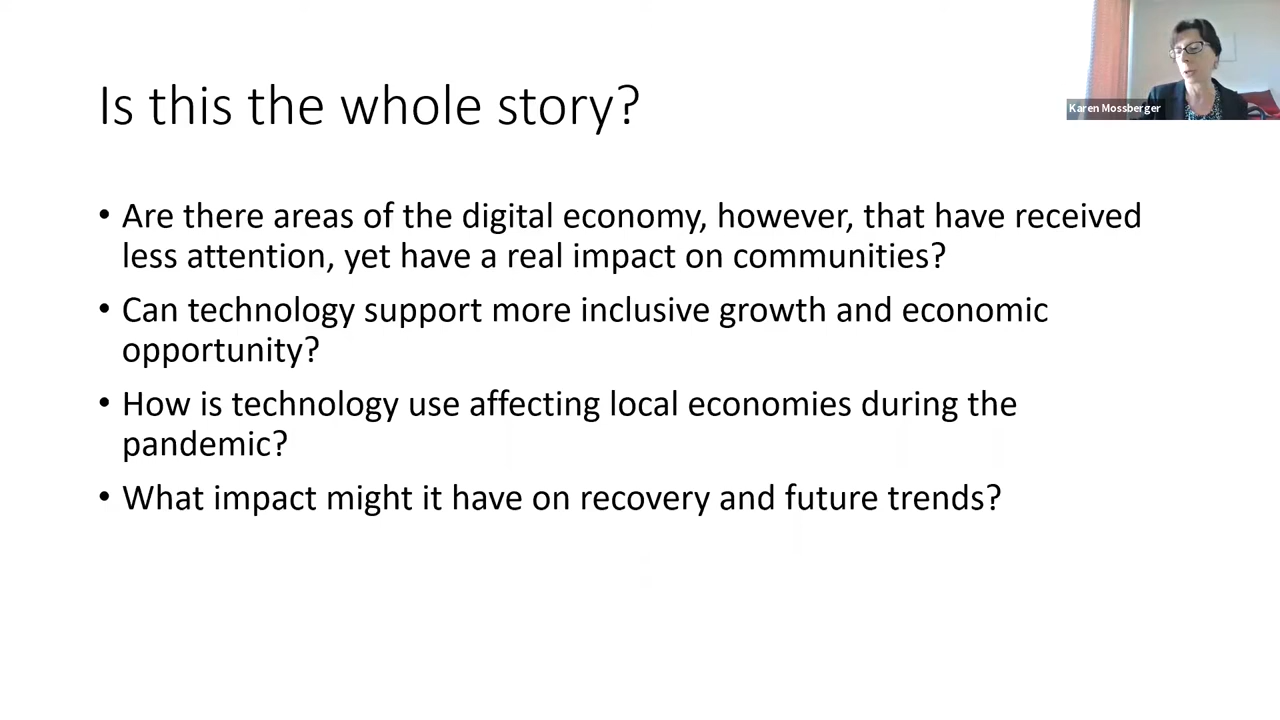 Is this the whole story?
Karen Mossberger
• Are there areas of the digital economy, however, that have received
less attention, yet have a real impact on communities?
• Can technology support more inclusive growth and economic
opportunity?
• How is technology use affecting local economies during the
pandemic?
• What impact might it have on recovery and future trends?